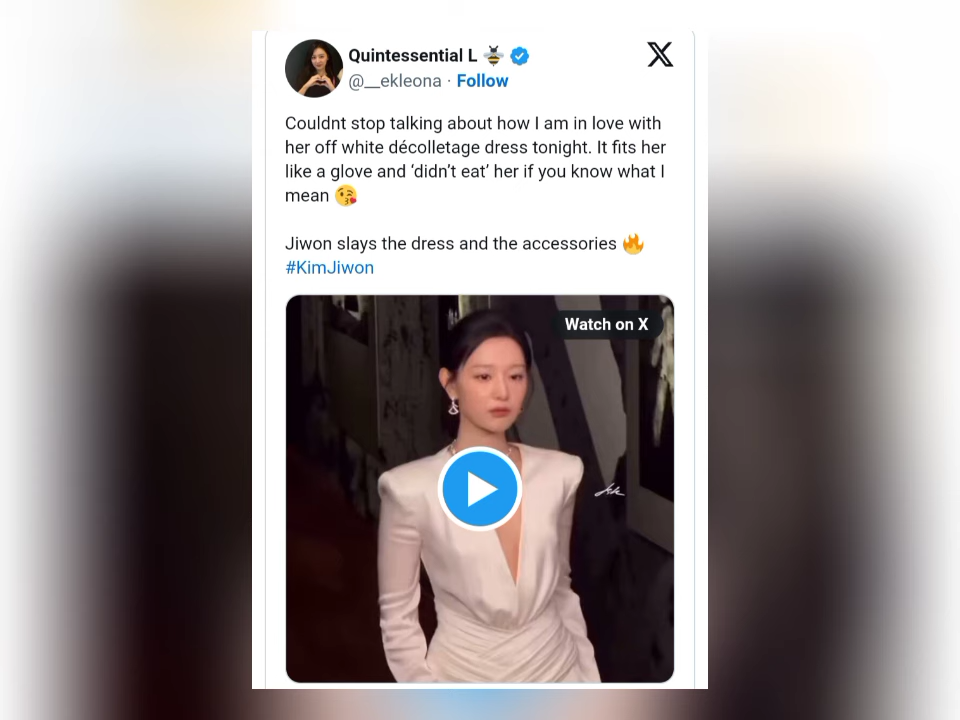 Quintessential L 🐝
@__ekleona · Follow
Couldnt stop talking about how I am in love with
her off white décolletage dress tonight. It fits her
like a glove and ‘didn’t eat’ her if you know what I
mean 😘
Jiwon slays the dress and the accessories 🔥
#KimJiwon
Watch on X